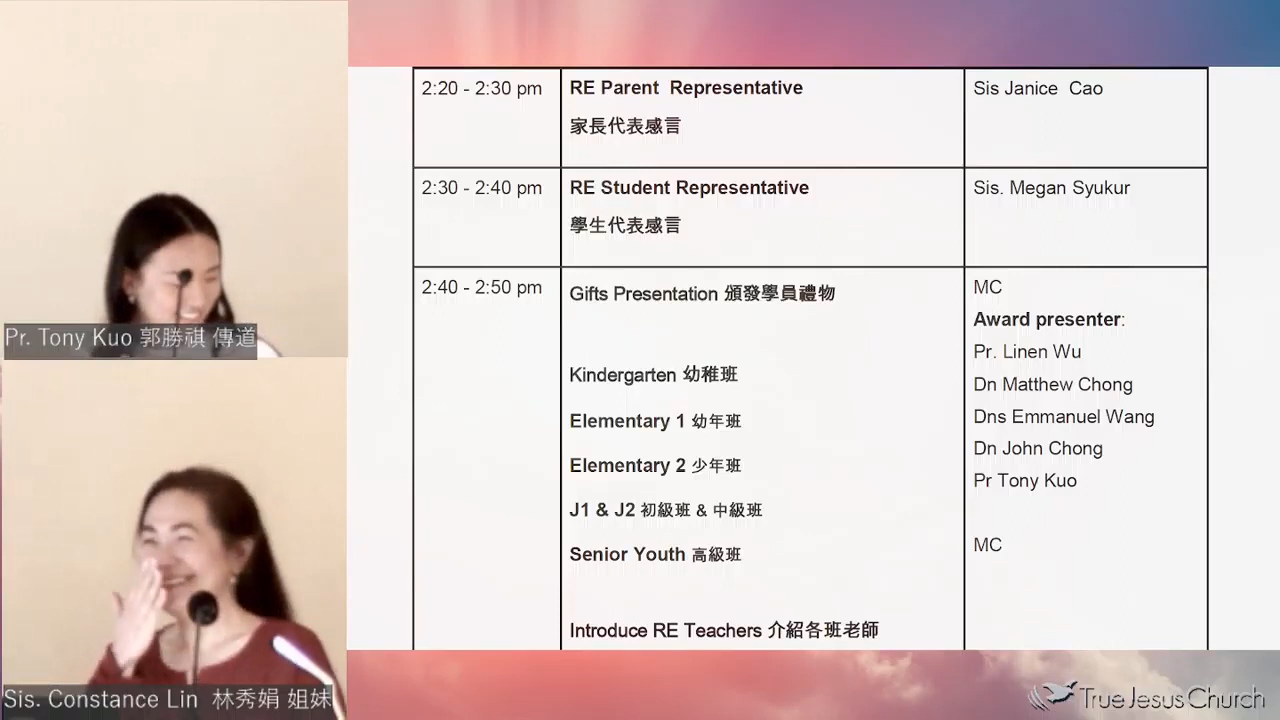 2:20 - 2:30 pm
RE Parent Representative
家長代表感言
Sis Janice Cao
2:30 - 2:40 pm
RE Student Representative
學生代表感言
Sis. Megan Syukur
2:40 - 2:50 pm
Gifts Presentation 頒發學員禮物
Kindergarten 幼稚班
Elementary 1 幼年班
Elementary 2 少年班
J1 & J2 初級班 & 中級班
Senior Youth 高級班
Introduce RE Teachers 介紹各班老師
MC
Award presenter:
Pr. Linen Wu
Dn Matthew Chong
Dns Emmanuel Wang
Dn John Chong
Pr Tony Kuo
MC
Pr. Tony Kuo 郭勝祺 傳道
Sis. Constance Lin 林秀娟 姐妹
True Jesus Church